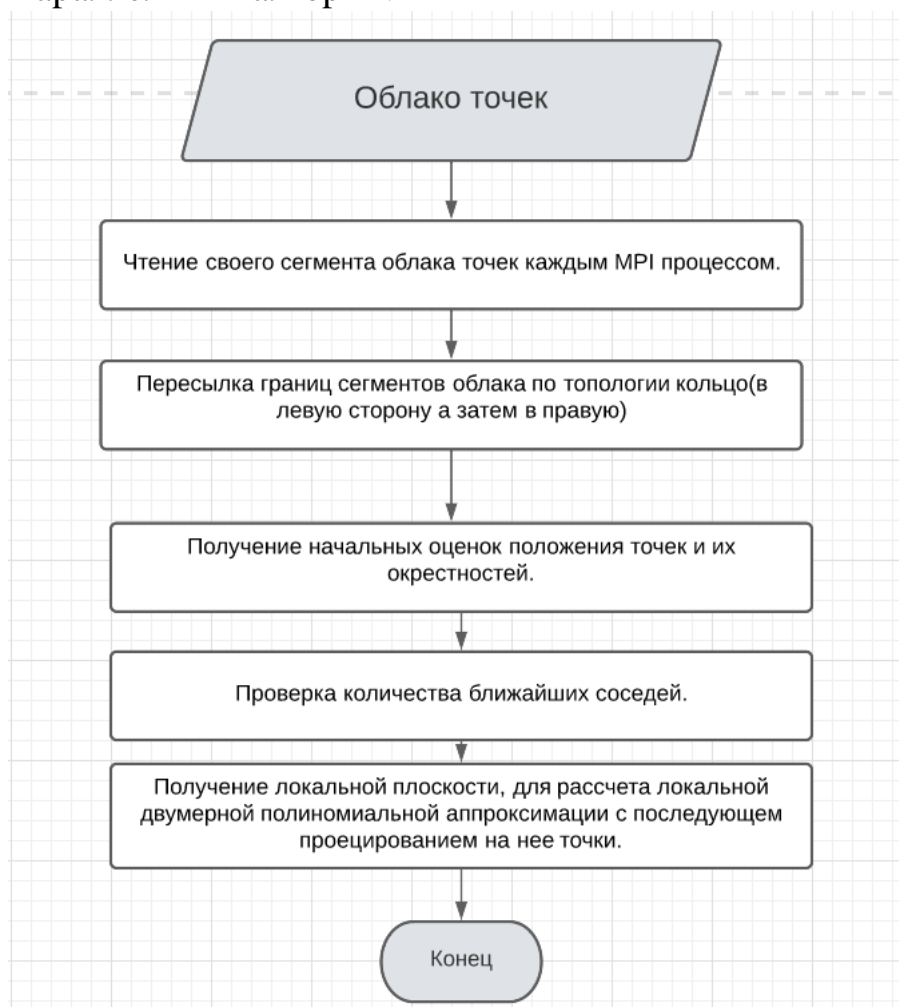 Облако точек
Чтение своего сегмента облака точек каждым MPI процессом.
Пересылка границ сегментов облака по топологии кольцо(в
левую сторону а затем в правую)
Получение начальных оценок положения точек и их
окрестностей.
Проверка количества ближайших соседей.
Получение локальной плоскости, для рассчета локальной
двумерной полиномиальной аппроксимации с последующем
проецированием на нее точки.
Конец